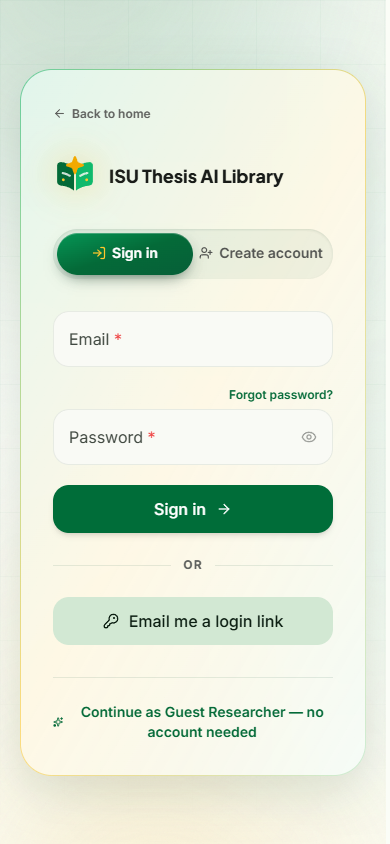 Back to home
ISU Thesis AI Library
Sign in
Create account
Email *
Forgot password?
Password *
Sign in
OR
Email me a login link
Continue as Guest Researcher — no
account needed